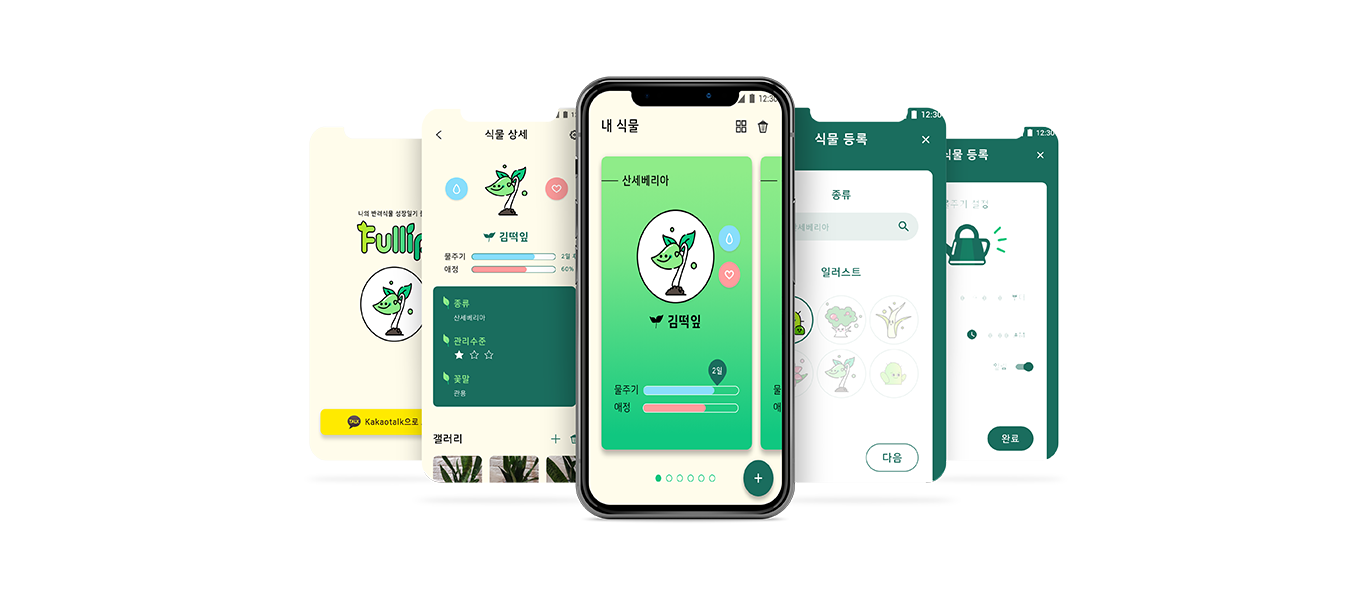 나의 반려식물 성장일기
Fullip
Kakaotalk으로
12:30
식물 상세
김떡잎
물주기
2일
애정
60%
종류
산세베리아
관리수준
꽃말
관용
갤러리
12:30
내 식물
산세베리아
김떡잎
2일
물주기
애정
12:30
식물 등록
종류
산세베리아
일러스트
다음
12:30
식물 등록
물주기 설정
완료